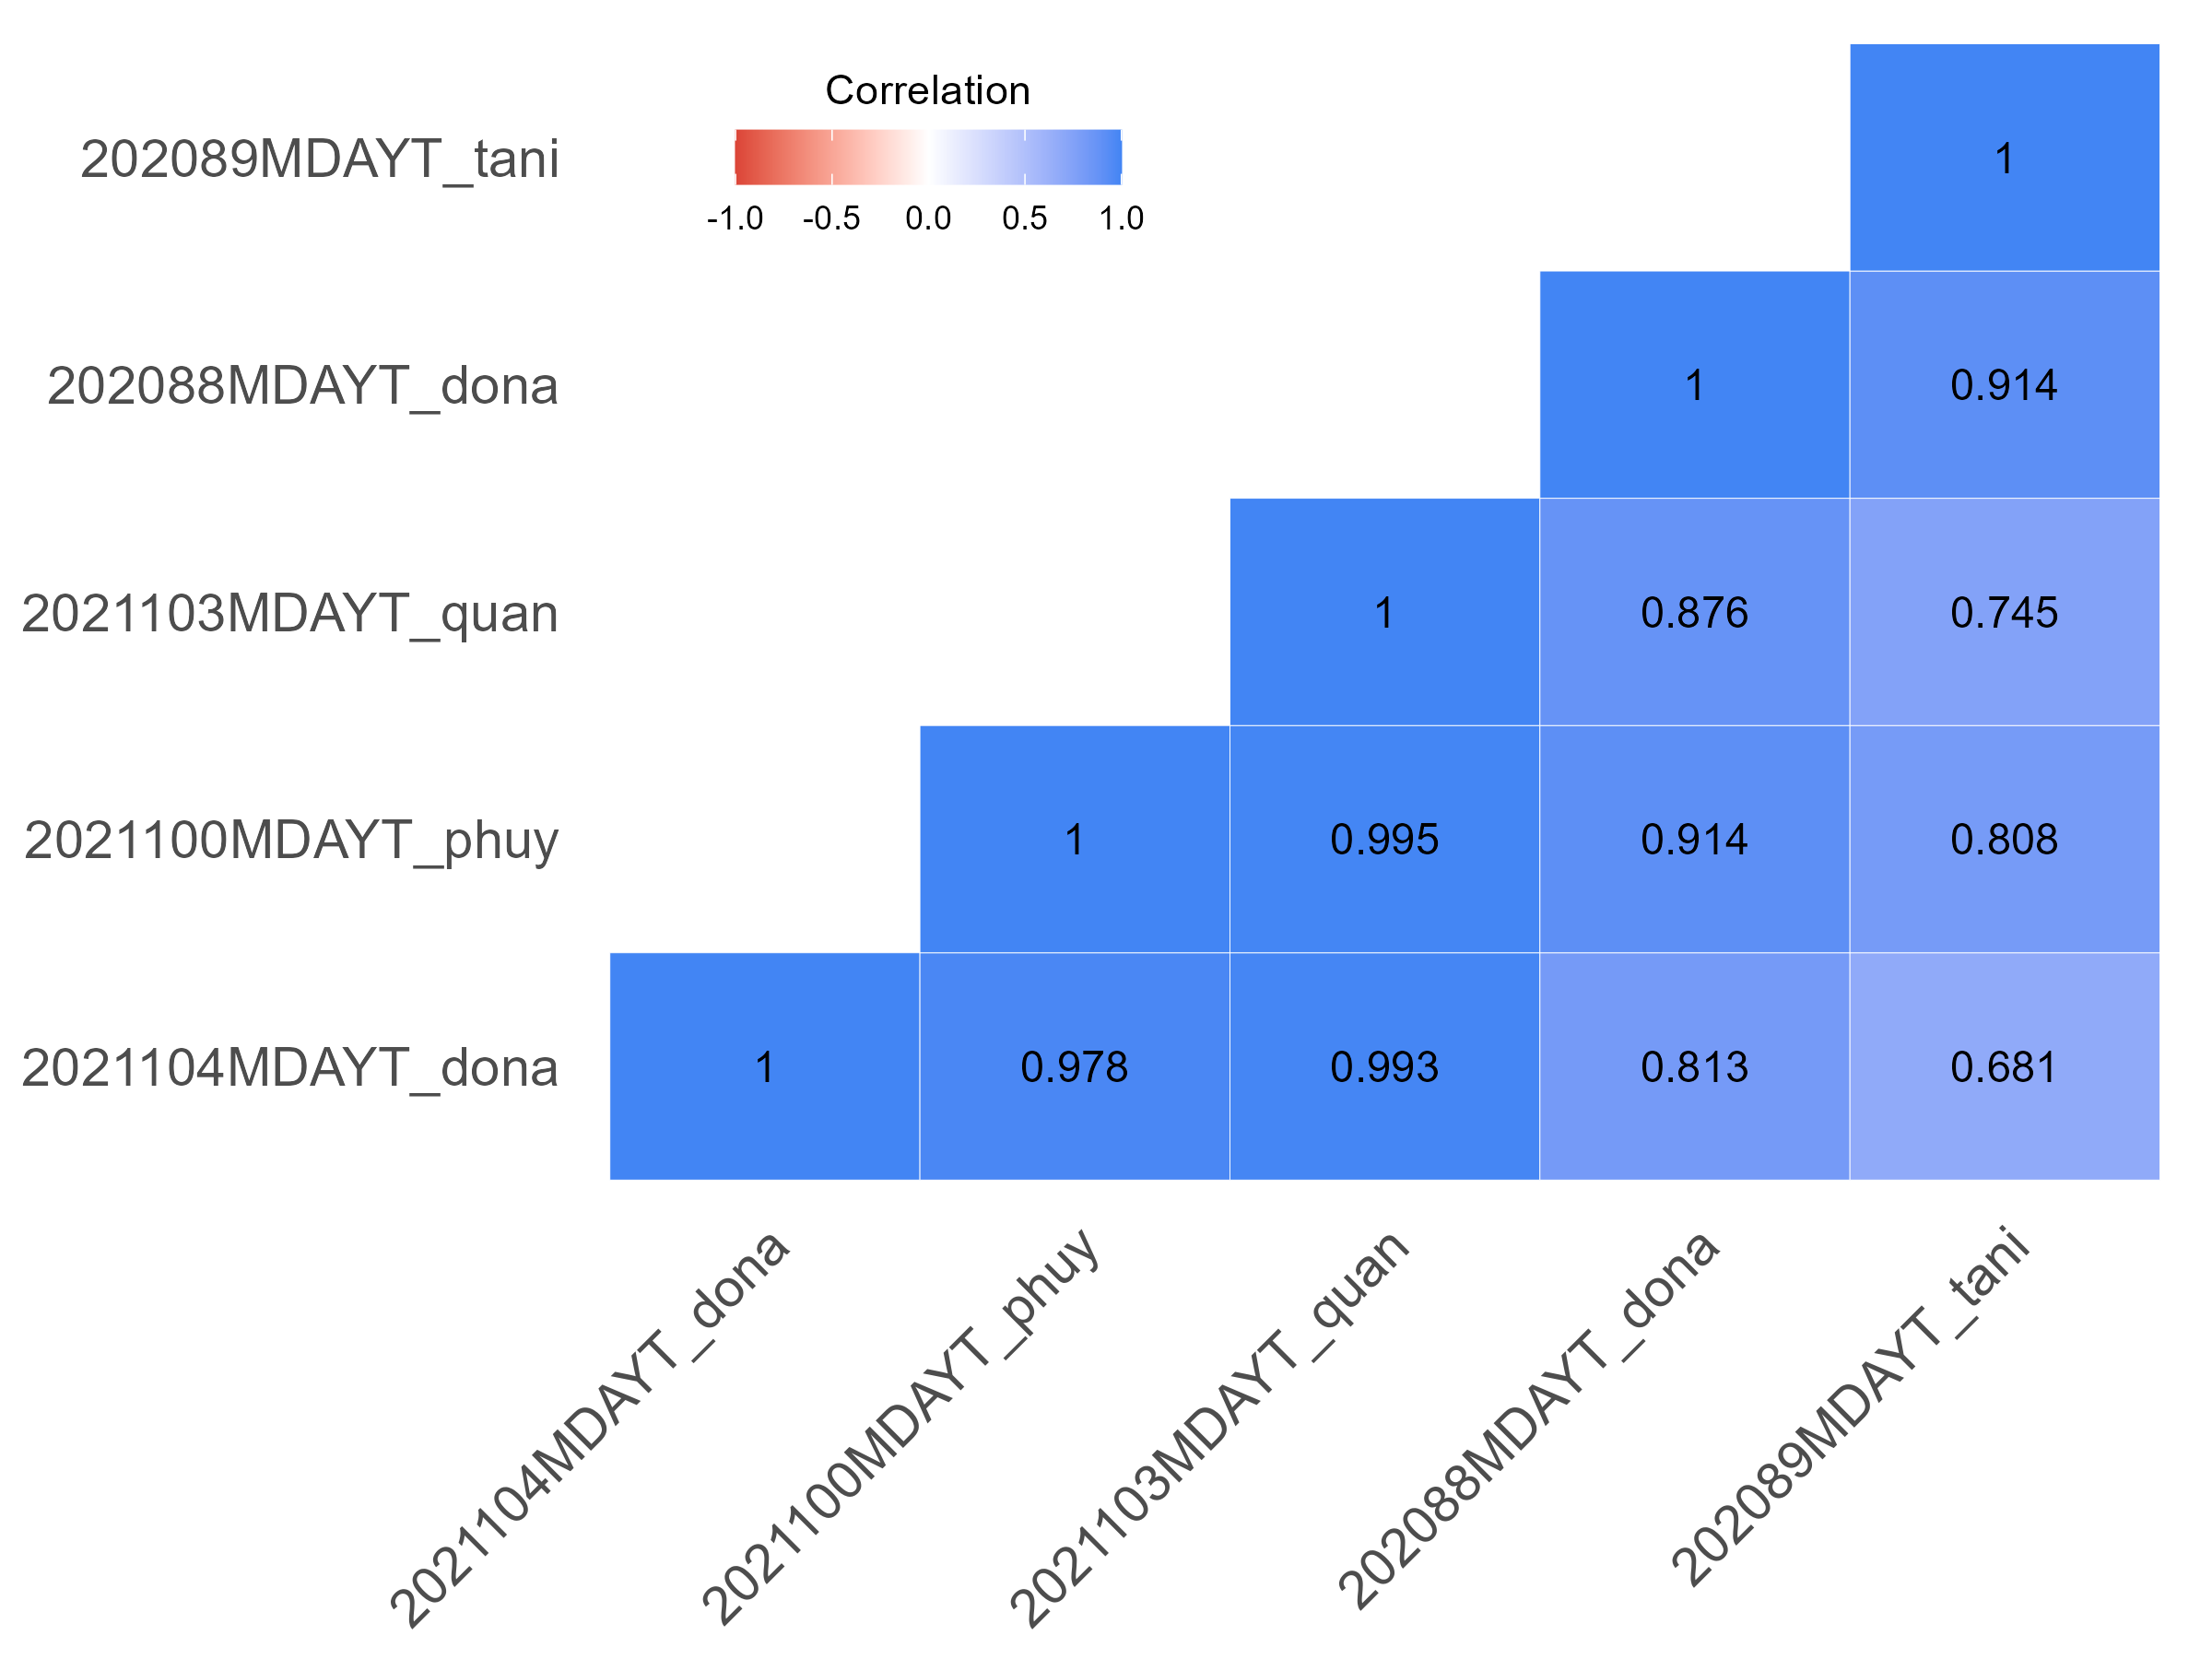 Correlation
-1.0 -0.5 0.0 0.5 1.0
202089MDAYT_tani 1
202088MDAYT_dona 1 0.914
2021103MDAYT_quan 1 0.876 0.745
2021100MDAYT_phuy 1 0.995 0.914 0.808
2021104MDAYT_dona 1 0.978 0.993 0.813 0.681
2021104MDAYT_dona
2021100MDAYT_phuy
2021103MDAYT_quan
202088MDAYT_dona
202089MDAYT_tani